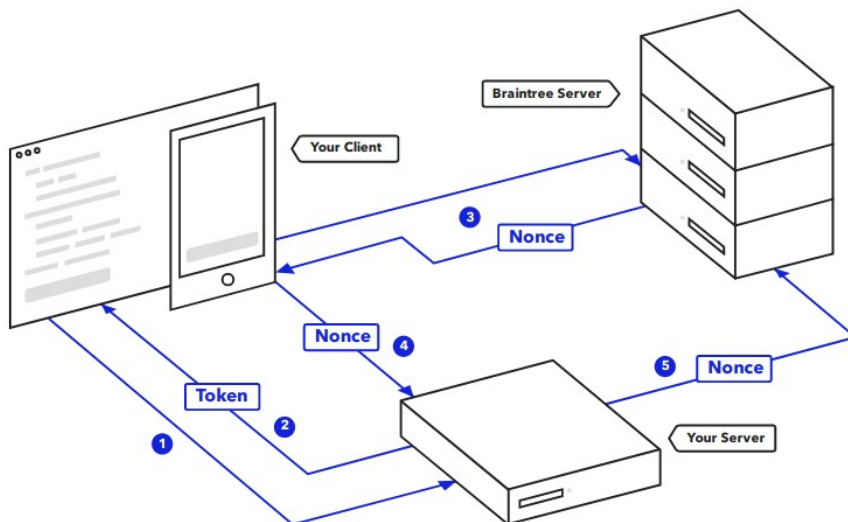 Braintree Server
Your Client
3
Nonce
Nonce
4
5
Nonce
Token
2
1
Your Server